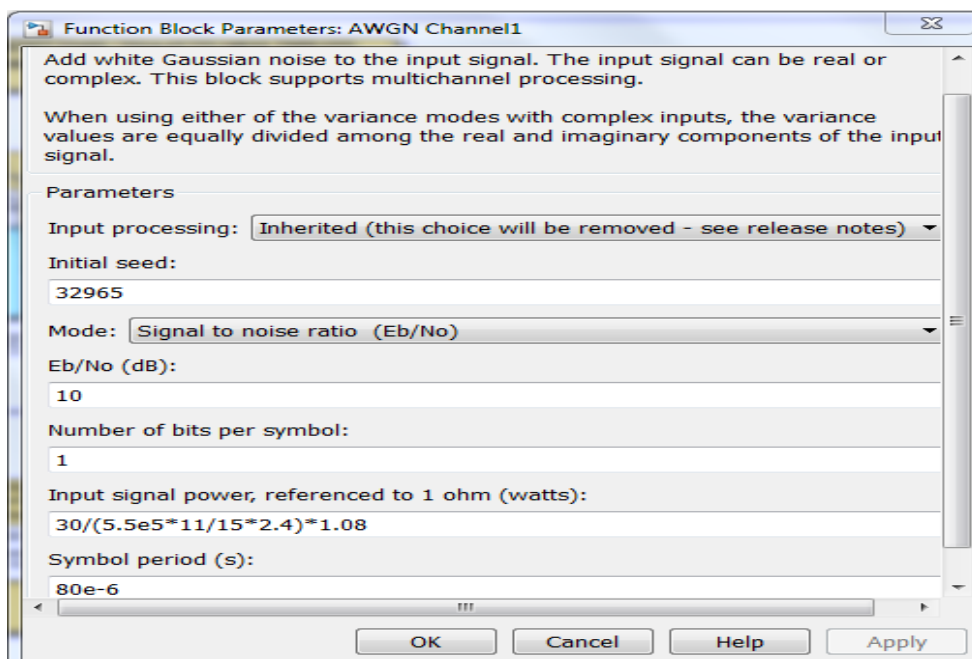 Function Block Parameters: AWGN Channel1
Add white Gaussian noise to the input signal. The input signal can be real or
complex. This block supports multichannel processing.
When using either of the variance modes with complex inputs, the variance
values are equally divided among the real and imaginary components of the input
signal.
Parameters
Input processing: Inherited (this choice will be removed - see release notes)
Initial seed:
32965
Mode: Signal to noise ratio (Eb/No)
Eb/No (dB):
10
Number of bits per symbol:
1
Input signal power, referenced to 1 ohm (watts):
30/(5.5e5*11/15*2.4)*1.08
Symbol period (s):
80e-6
OK Cancel Help Apply